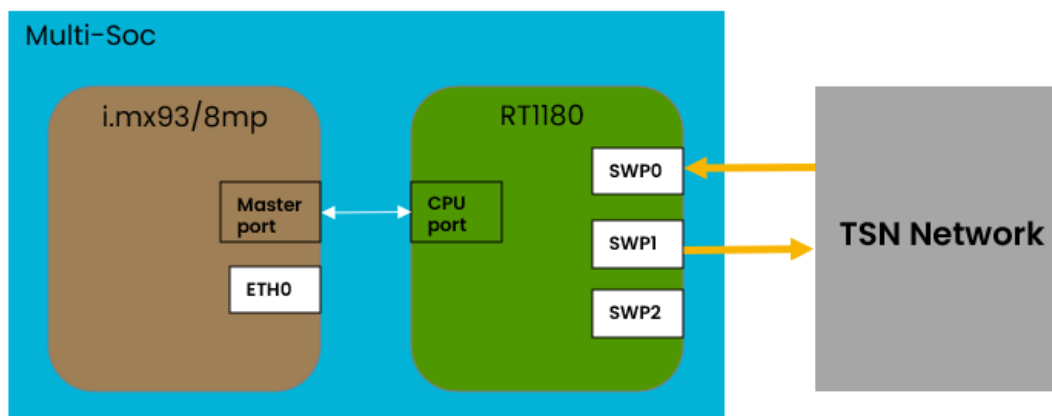 Multi-Soc
i.mx93/8mp
RT1180
SWP0
Master
port
CPU
port
SWP1
TSN Network
ETH0
SWP2